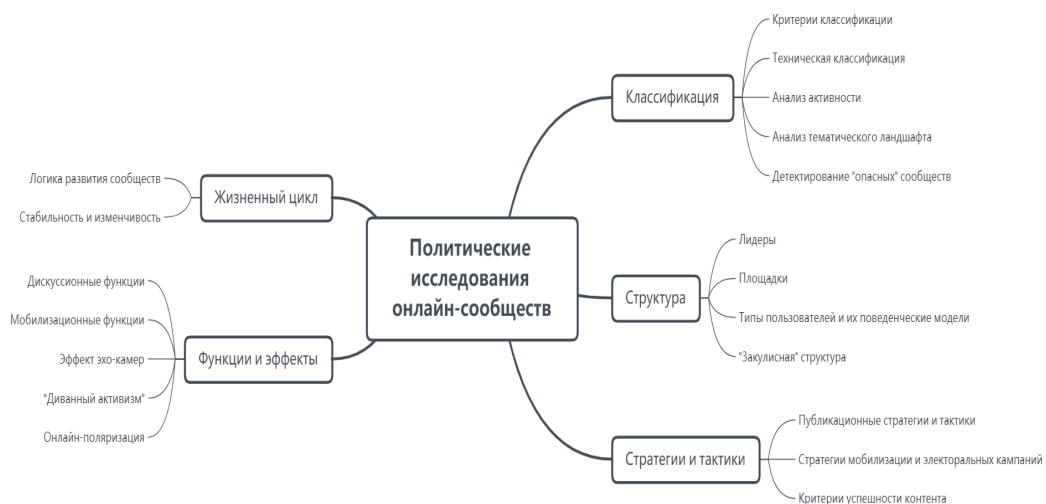 Политические
исследования
онлайн-сообществ
Классификация
Критерии классификации
Техническая классификация
Анализ активности
Анализ тематического ландшафта
Детектирование "опасных" сообществ
Структура
Лидеры
Площадки
Типы пользователей и их поведенческие модели
"Закулисная" структура
Стратегии и тактики
Публикационные стратегии и тактики
Стратегии мобилизации и электоральных кампаний
Критерии успешности контента
Жизненный цикл
Логика развития сообществ
Стабильность и изменчивость
Функции и эффекты
Дискуссионные функции
Мобилизационные функции
Эффект эхо-камер
"Диванный активизм"
Онлайн-поляризация